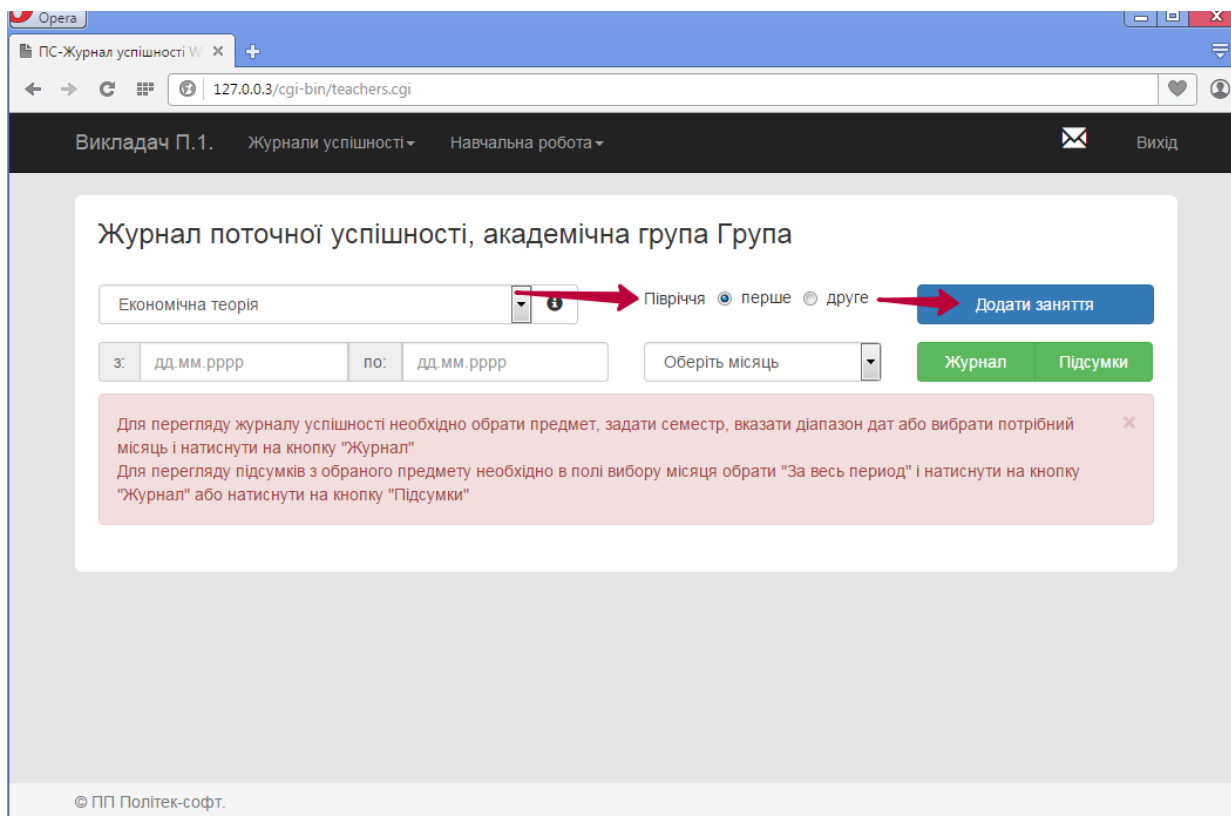 Opera
ПС-Журнал успішності W
127.0.0.3/cgi-bin/teachers.cgi
Викладач П.1. Журнали успішності Навчальна робота Вихід
Журнал поточної успішності, академічна група Група
Економічна теорія Півріччя перше друге Додати заняття
з: дд.мм.рррр по: дд.мм.рррр Оберіть місяць Журнал Підсумки
Для перегляду журналу успішності необхідно обрати предмет, задати семестр, вказати діапазон дат або вибрати потрібний
місяць і натиснути на кнопку "Журнал"
Для перегляду підсумків з обраного предмету необхідно в полі вибору місяця обрати "За весь период" і натиснути на кнопку
"Журнал" або натиснути на кнопку "Підсумки"
© ПП Політек-софт.